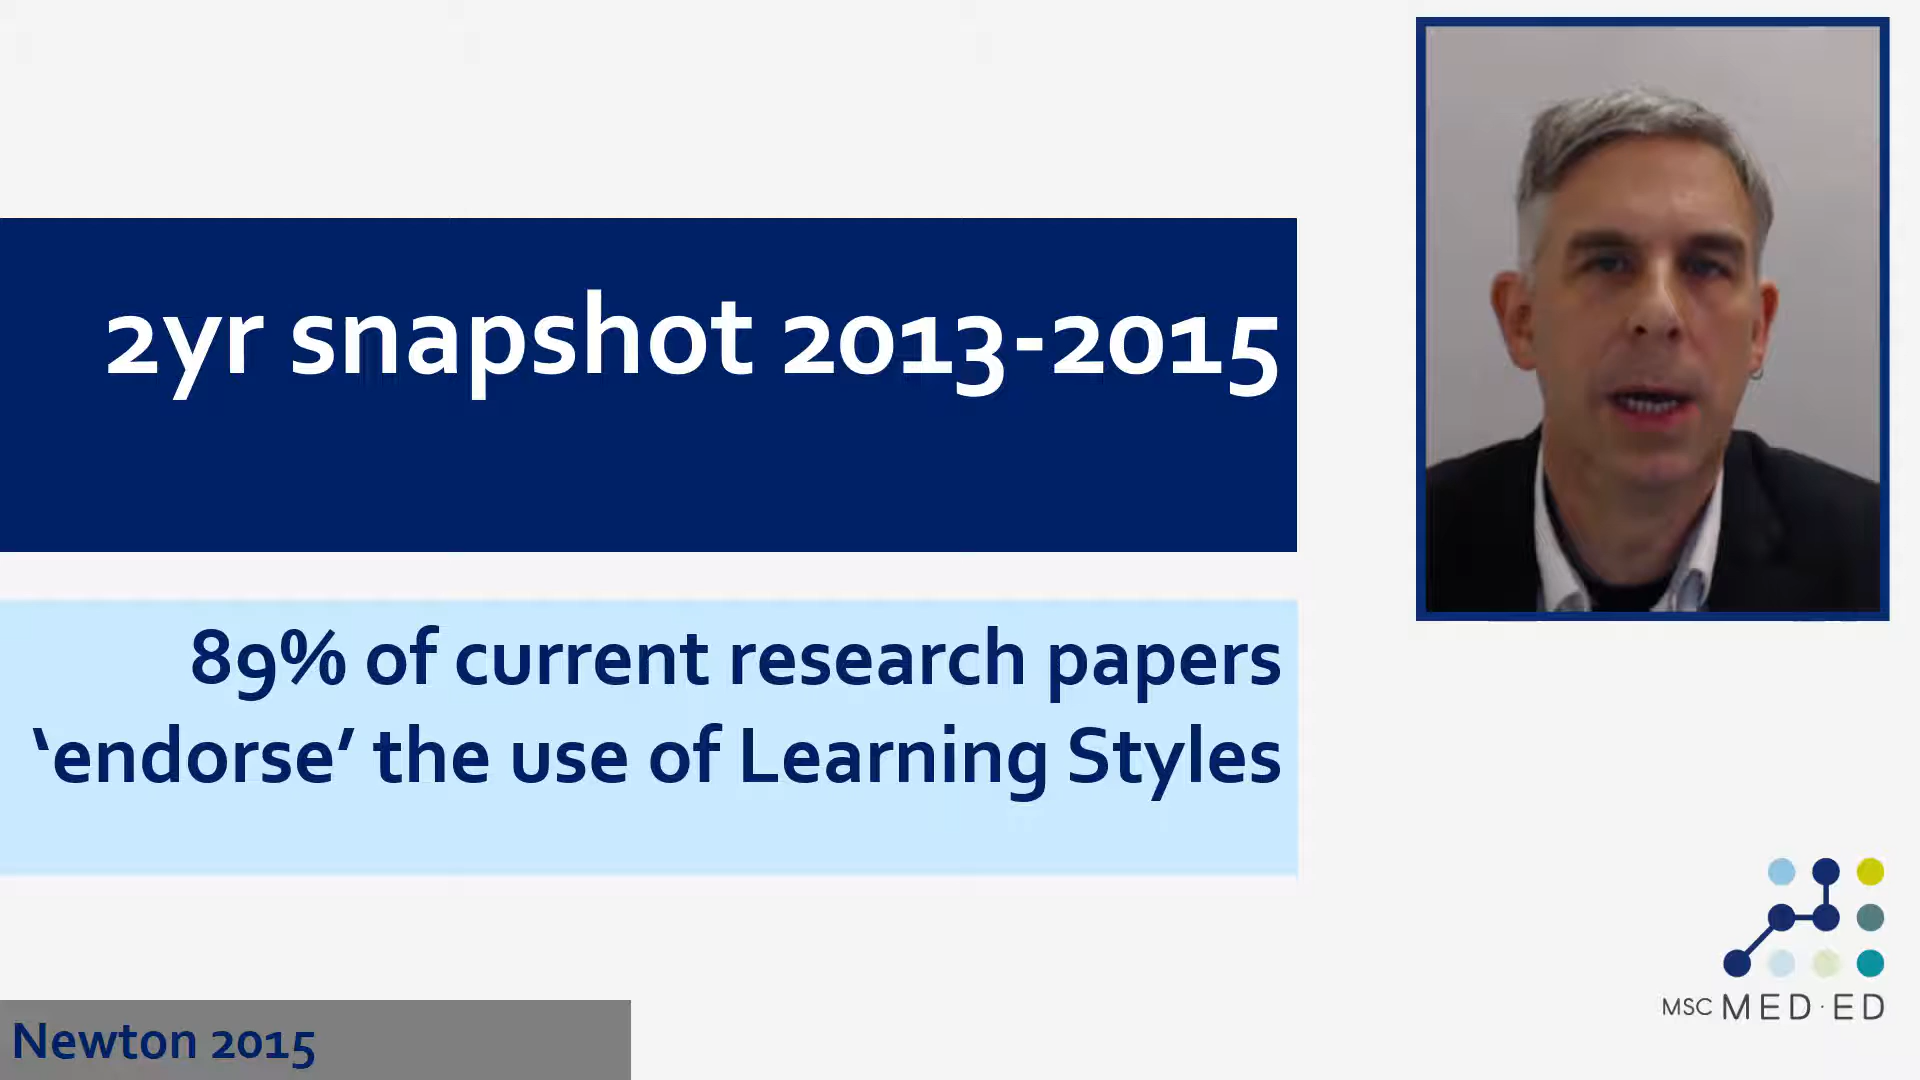 2yr snapshot 2013-2015
89% of current research papers
‘endorse’ the use of Learning Styles
MSC MED·ED
Newton 2015